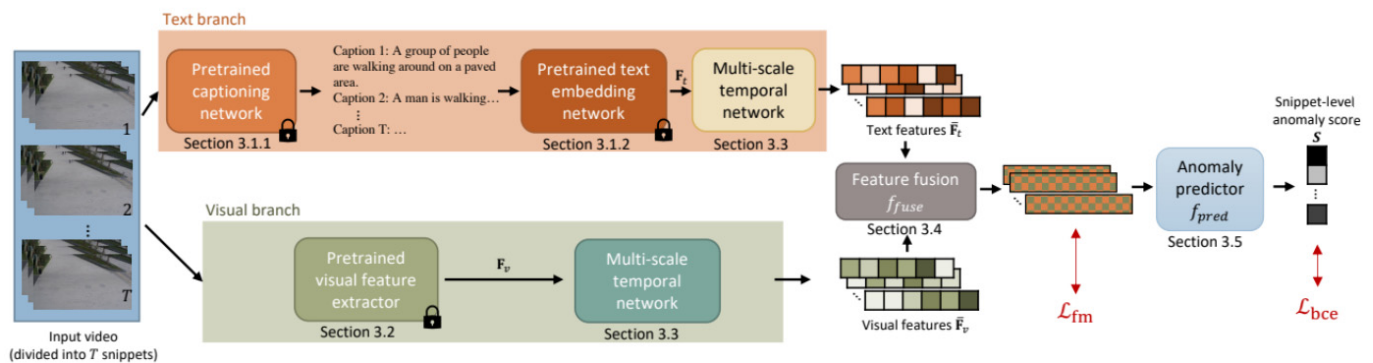 Text branch
Pretrained
captioning
network
Section 3.1.1
Caption 1: A group of people
are walking around on a paved
area.
Caption 2: A man is walking…
⋮
Caption T: …
Pretrained text
embedding
network
Section 3.1.2
F_t
Multi-scale
temporal
network
Section 3.3
Text features F̄_t
1
2
⋮
T
Input video
(divided into T snippets)
Visual branch
Pretrained
visual feature
extractor
Section 3.2
F_v
Multi-scale
temporal
network
Section 3.3
Visual features F̄_v
Feature fusion
f_fuse
Section 3.4
ℒ_fm
Anomaly
predictor
f_pred
Section 3.5
Snippet-level
anomaly score
S
ℒ_bce